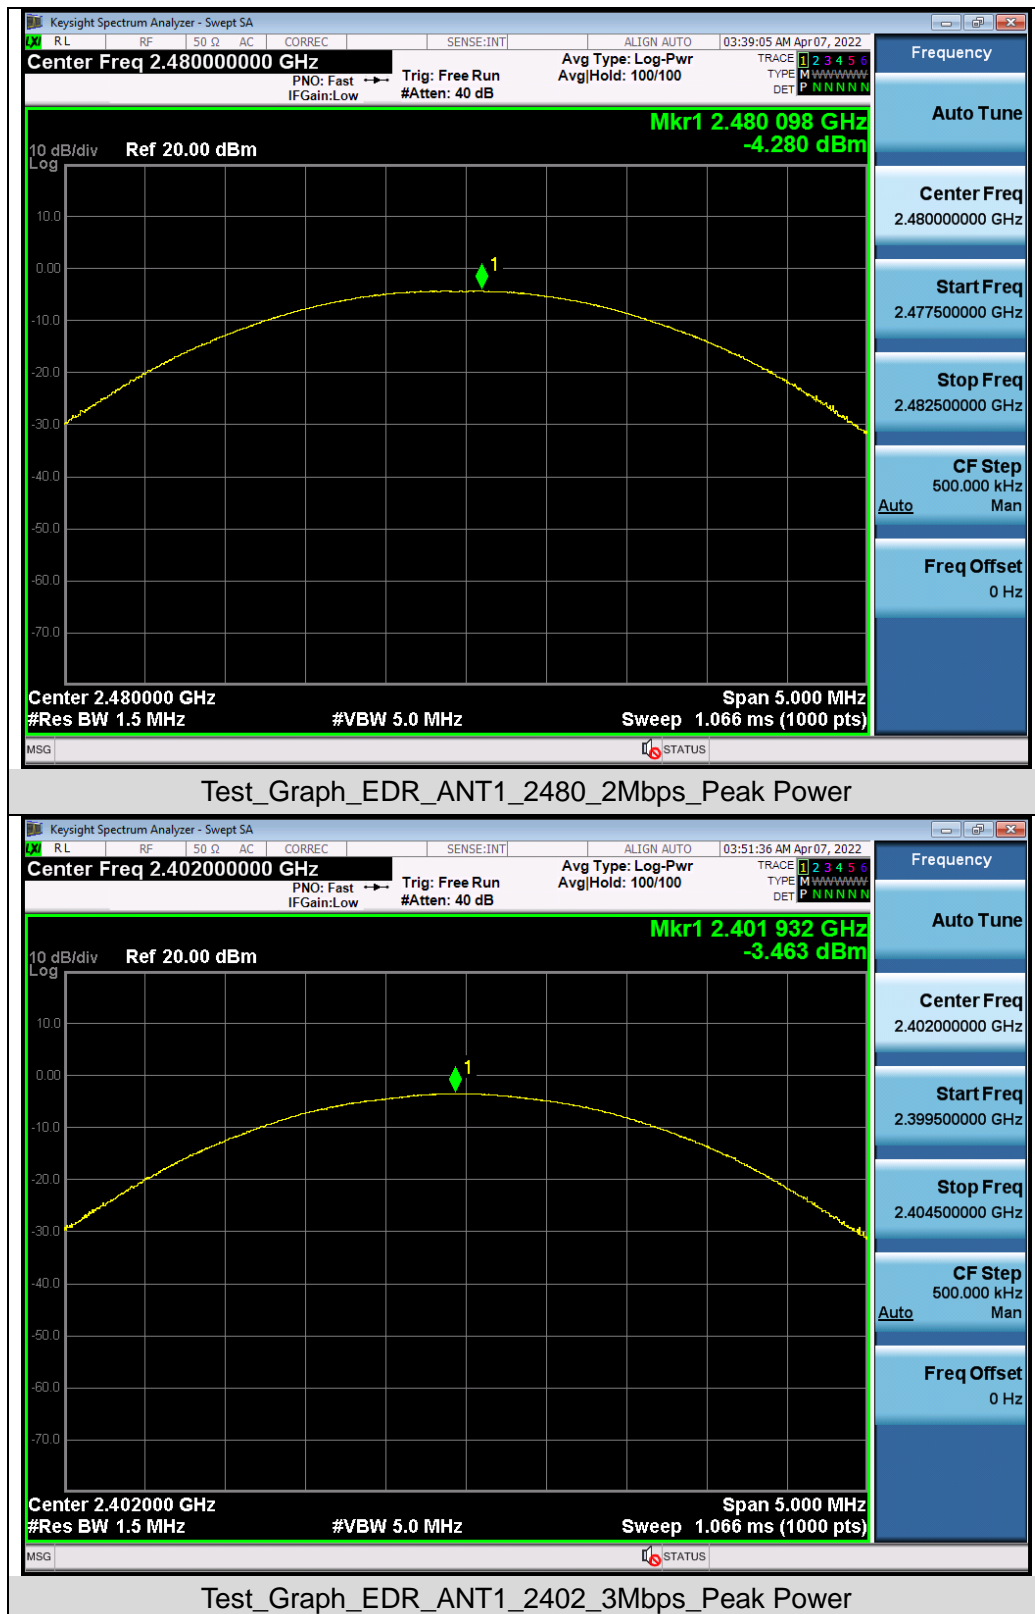 Keysight Spectrum Analyzer - Swept SA
LXI RL RF 50 Ω AC CORREC SENSE:INT ALIGN AUTO 03:39:05 AM Apr 07, 2022
Center Freq 2.480000000 GHz
PNO: Fast
IFGain:Low
Trig: Free Run
#Atten: 40 dB
Avg Type: Log-Pwr
Avg|Hold: 100/100
TRACE 1 2 3 4 5 6
TYPE M WWWWW
DET P N N N N N
Mkr1 2.480 098 GHz
-4.280 dBm
10 dB/div Ref 20.00 dBm
Log
10.0
0.00
-10.0
-20.0
-30.0
-40.0
-50.0
-60.0
-70.0
1
Center 2.480000 GHz Span 5.000 MHz
#Res BW 1.5 MHz #VBW 5.0 MHz Sweep 1.066 ms (1000 pts)
MSG STATUS
Frequency
Auto Tune
Center Freq
2.480000000 GHz
Start Freq
2.477500000 GHz
Stop Freq
2.482500000 GHz
CF Step
500.000 kHz
Auto Man
Freq Offset
0 Hz
Test_Graph_EDR_ANT1_2480_2Mbps_Peak Power
Keysight Spectrum Analyzer - Swept SA
LXI RL RF 50 Ω AC CORREC SENSE:INT ALIGN AUTO 03:51:36 AM Apr 07, 2022
Center Freq 2.402000000 GHz
PNO: Fast
IFGain:Low
Trig: Free Run
#Atten: 40 dB
Avg Type: Log-Pwr
Avg|Hold: 100/100
TRACE 1 2 3 4 5 6
TYPE M WWWWW
DET P N N N N N
Mkr1 2.401 932 GHz
-3.463 dBm
10 dB/div Ref 20.00 dBm
Log
10.0
0.00
-10.0
-20.0
-30.0
-40.0
-50.0
-60.0
-70.0
1
Center 2.402000 GHz Span 5.000 MHz
#Res BW 1.5 MHz #VBW 5.0 MHz Sweep 1.066 ms (1000 pts)
MSG STATUS
Frequency
Auto Tune
Center Freq
2.402000000 GHz
Start Freq
2.399500000 GHz
Stop Freq
2.404500000 GHz
CF Step
500.000 kHz
Auto Man
Freq Offset
0 Hz
Test_Graph_EDR_ANT1_2402_3Mbps_Peak Power